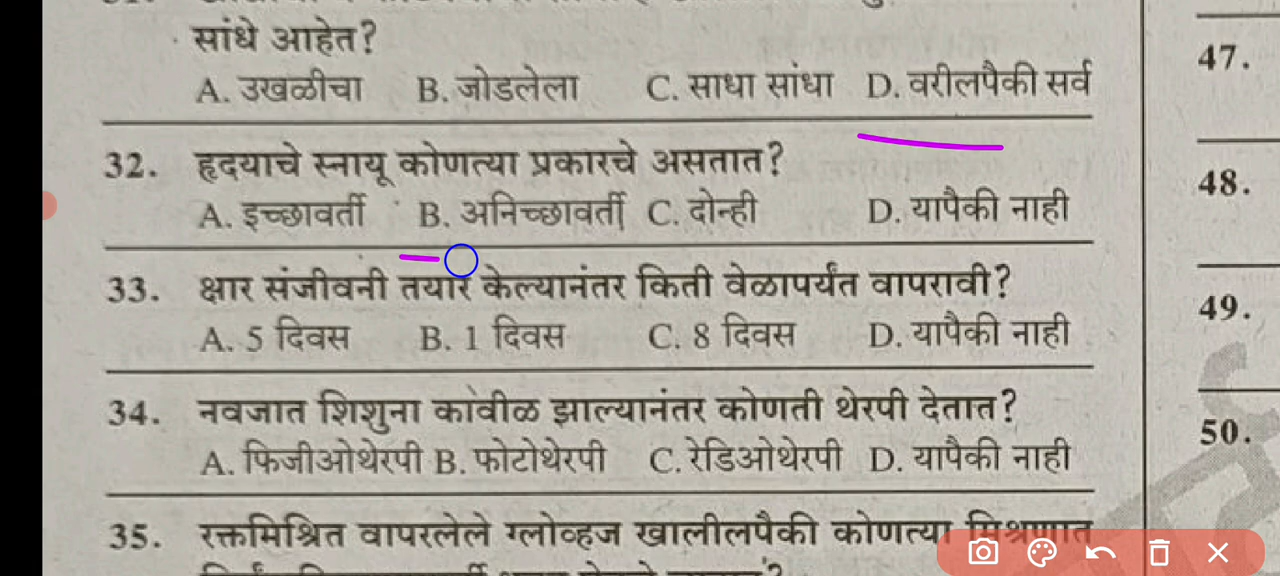 सांधे आहेत?
A. उखळीचा B. जोडलेला C. साधा सांधा D. वरीलपैकी सर्व
47.
32. हृदयाचे स्नायू कोणत्या प्रकारचे असतात?
A. इच्छावर्ती B. अनिच्छावर्ती C. दोन्ही D. यापैकी नाही
48.
33. क्षार संजीवनी तयार केल्यानंतर किती वेळापर्यंत वापरावी?
A. 5 दिवस B. 1 दिवस C. 8 दिवस D. यापैकी नाही
49.
34. नवजात शिशुना कावीळ झाल्यानंतर कोणती थेरपी देतात?
A. फिजीओथेरपी B. फोटोथेरपी C. रेडिओथेरपी D. यापैकी नाही
50.
35. रक्तमिश्रित वापरलेले ग्लोव्हज खालीलपैकी कोणत्या मिश्रणात